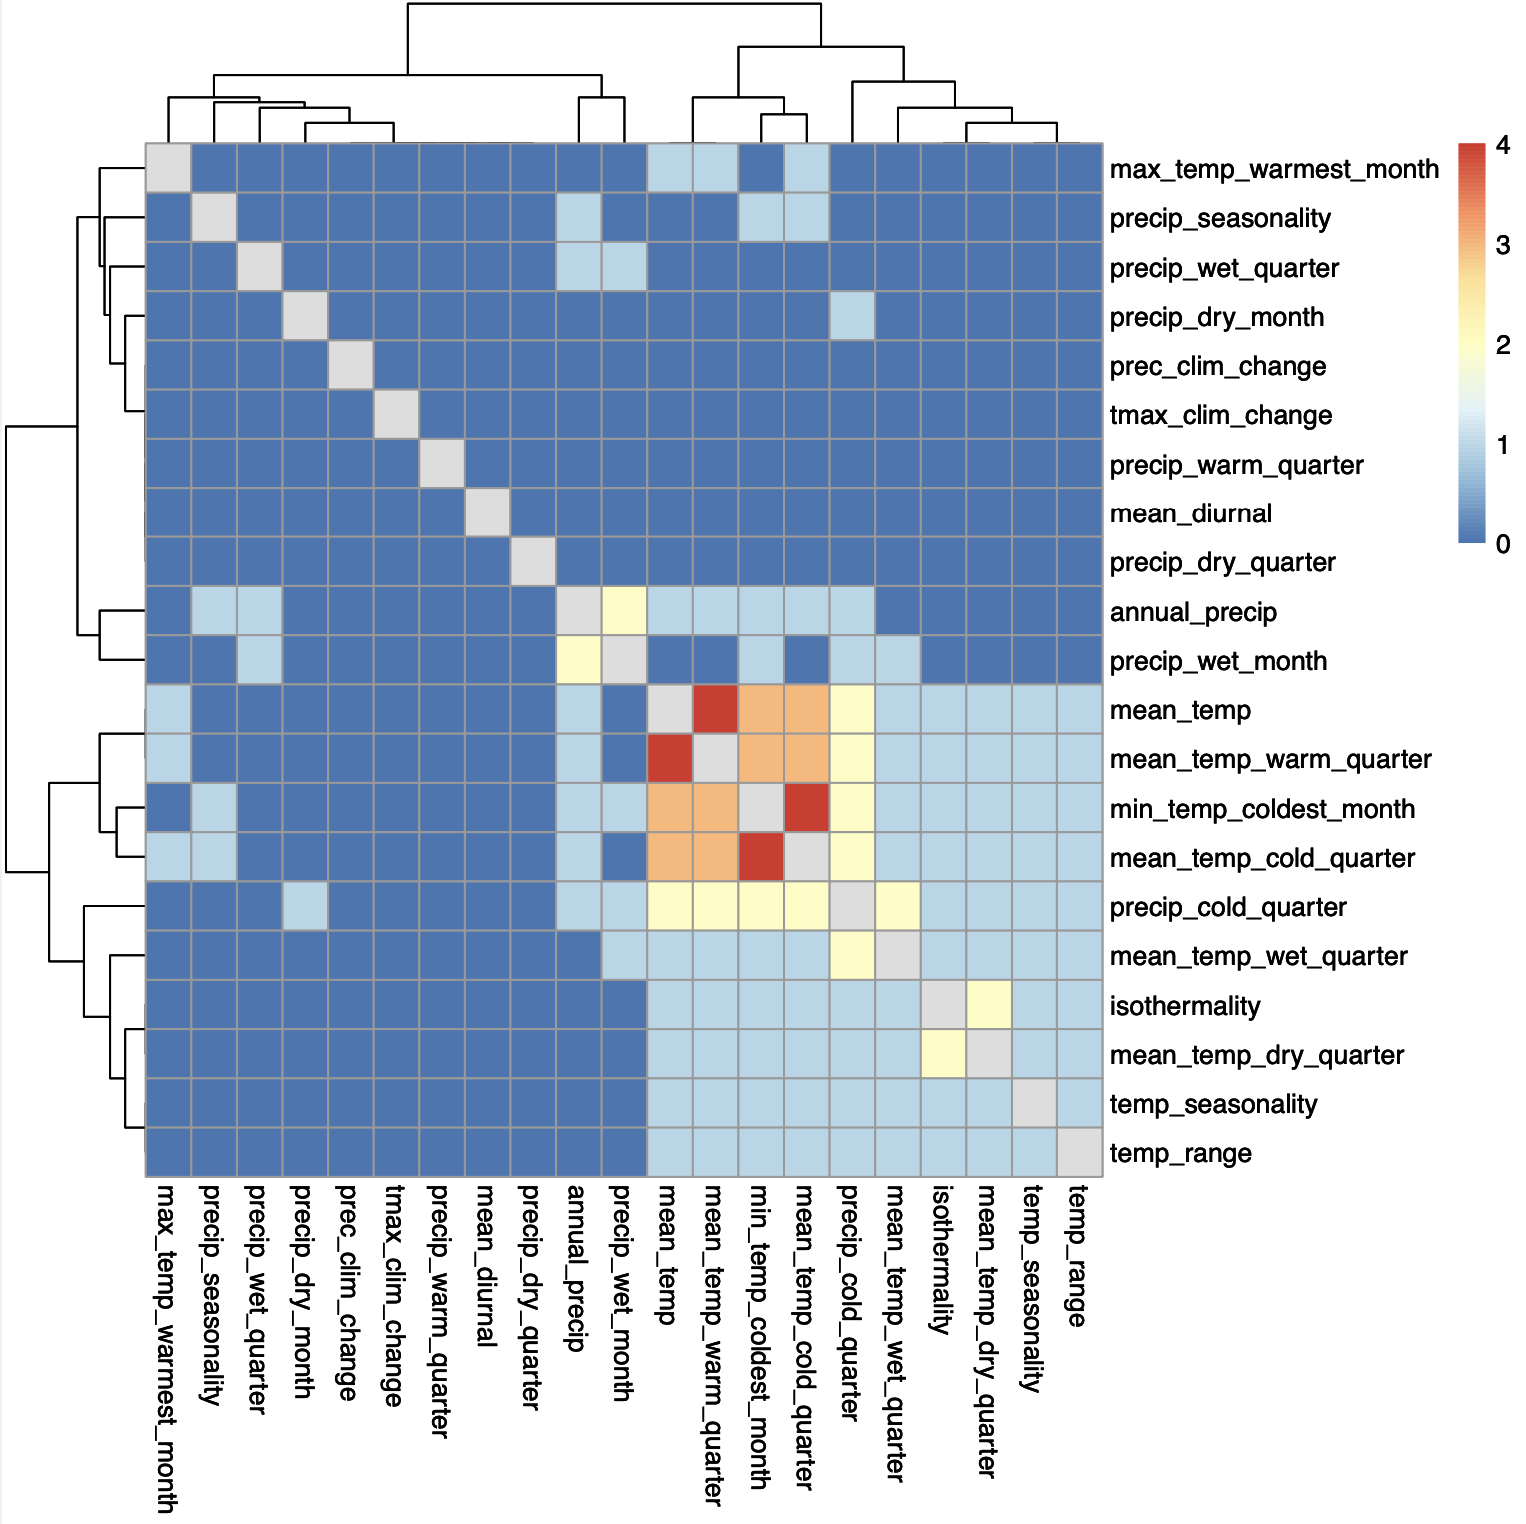 4
3
2
1
0
max_temp_warmest_month
precip_seasonality
precip_wet_quarter
precip_dry_month
prec_clim_change
tmax_clim_change
precip_warm_quarter
mean_diurnal
precip_dry_quarter
annual_precip
precip_wet_month
mean_temp
mean_temp_warm_quarter
min_temp_coldest_month
mean_temp_cold_quarter
precip_cold_quarter
mean_temp_wet_quarter
isothermality
mean_temp_dry_quarter
temp_seasonality
temp_range
max_temp_warmest_month
precip_seasonality
precip_wet_quarter
precip_dry_month
prec_clim_change
tmax_clim_change
precip_warm_quarter
mean_diurnal
precip_dry_quarter
annual_precip
precip_wet_month
mean_temp
mean_temp_warm_quarter
min_temp_coldest_month
mean_temp_cold_quarter
precip_cold_quarter
mean_temp_wet_quarter
isothermality
mean_temp_dry_quarter
temp_seasonality
temp_range